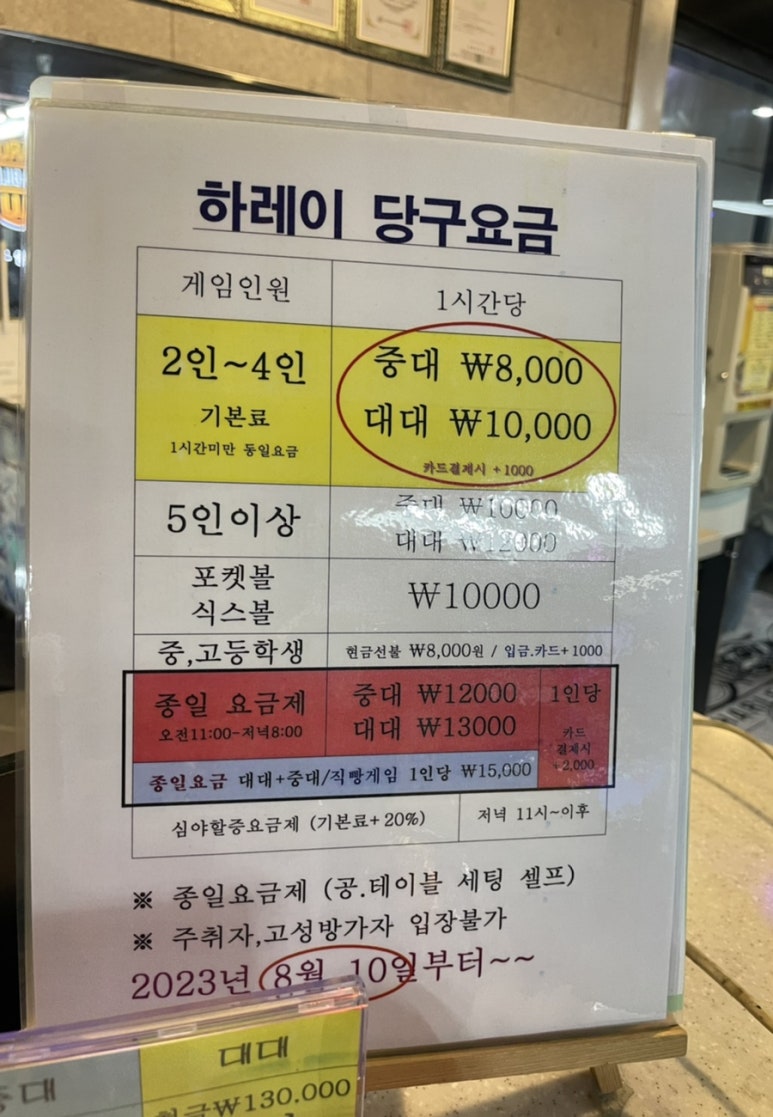 하레이 당구요금
게임인원
1시간당
2인~4인
기본료
1시간미만 동일요금
중대 ₩8,000
대대 ₩10,000
카드결제시 +1000
5인이상
중대 ₩10000
대대 ₩12000
포켓볼
식스볼
₩10000
중,고등학생
현금선불 ₩8,000원 / 입금.카드+1000
종일 요금제
오전11:00-저녁8:00
중대 ₩12000
대대 ₩13000
1인당
카드
결제시
+2,000
종일요금 대대+중대/직빵게임 1인당 ₩15,000
심야할증요금제 (기본료+20%)
저녁 11시~이후
※ 종일요금제 (공.테이블 세팅 셀프)
※ 주취자,고성방가자 입장불가
2023년 8월 10일부터~~
중대
대대
현금₩130.000